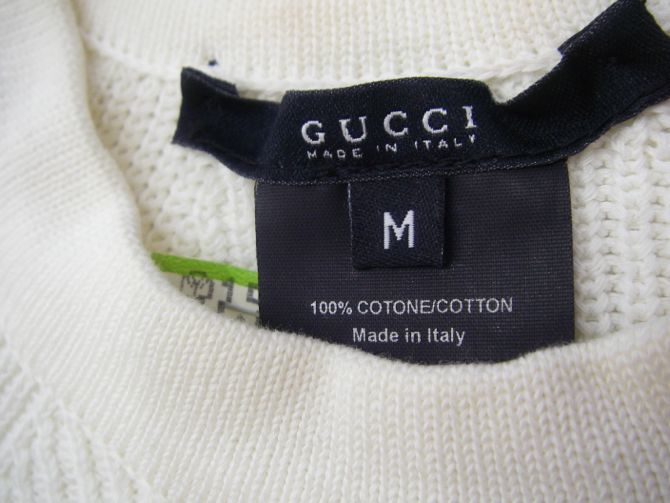 GUCCI
MADE IN ITALY
M
100% COTONE/COTTON
Made in Italy